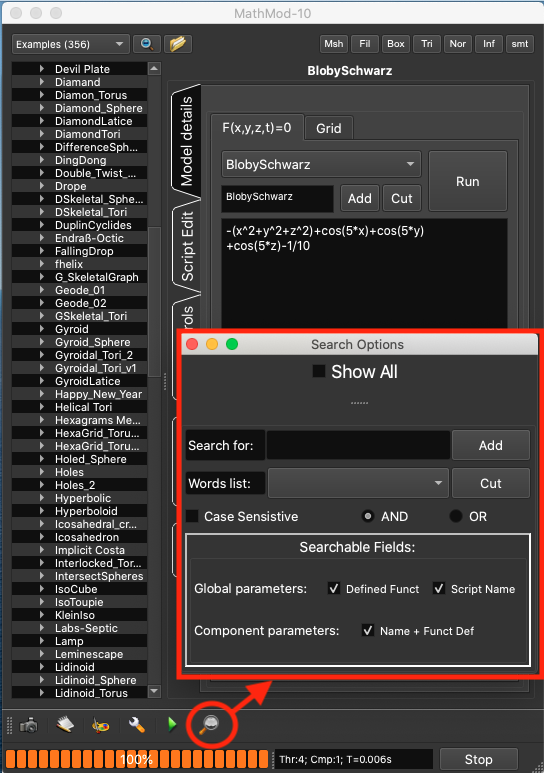 MathMod-10
Examples (356)
Msh Fil Box Tri Nor Inf smt
BlobySchwarz
Devil Plate
Diamand
Diamon_Torus
Diamond_Sphere
DiamondLattice
DiamondTori
DifferenceSph...
DingDong
Double_Twist_...
Drope
DSkeletal_Sphe...
DSkeletal_Tori
DuplinCyclides
Endraß-Octic
FallingDrop
fhelix
G_SkeletalGraph
Geode_01
Geode_02
GSkeletal_Tori
Gyroid
Gyroid_Sphere
Gyroidal_Tori_2
Gyroidal_Tori_v1
GyroidLattice
Happy_New_Year
Helical Tori
Hexagrams Me...
HexaGrid_Toru...
HexaGrid_Toru...
Holed_Sphere
Holes
Holes_2
Hyperbolic
Hyperboloid
Icosahedral_cr...
Icosahedron
Implicit Costa
Interlocked_Tor...
IntersectSpheres
IsoCube
IsoToupie
KleinIso
Labs-Septic
Lamp
Leminescape
Lidinoid
Lidinoid_Sphere
Lidinoid_Torus
Model details
Script Edit
rols
F(x,y,z,t)=0 Grid
BlobySchwarz
Run
BlobySchwarz Add Cut
-(x^2+y^2+z^2)+cos(5*x)+cos(5*y)
+cos(5*z)-1/10
Search Options
Show All
Search for: Add
Words list: Cut
Case Sensistive AND OR
Searchable Fields:
Global parameters: Defined Funct Script Name
Component parameters: Name + Funct Def
100% Thr:4; Cmp:1; T=0.006s Stop